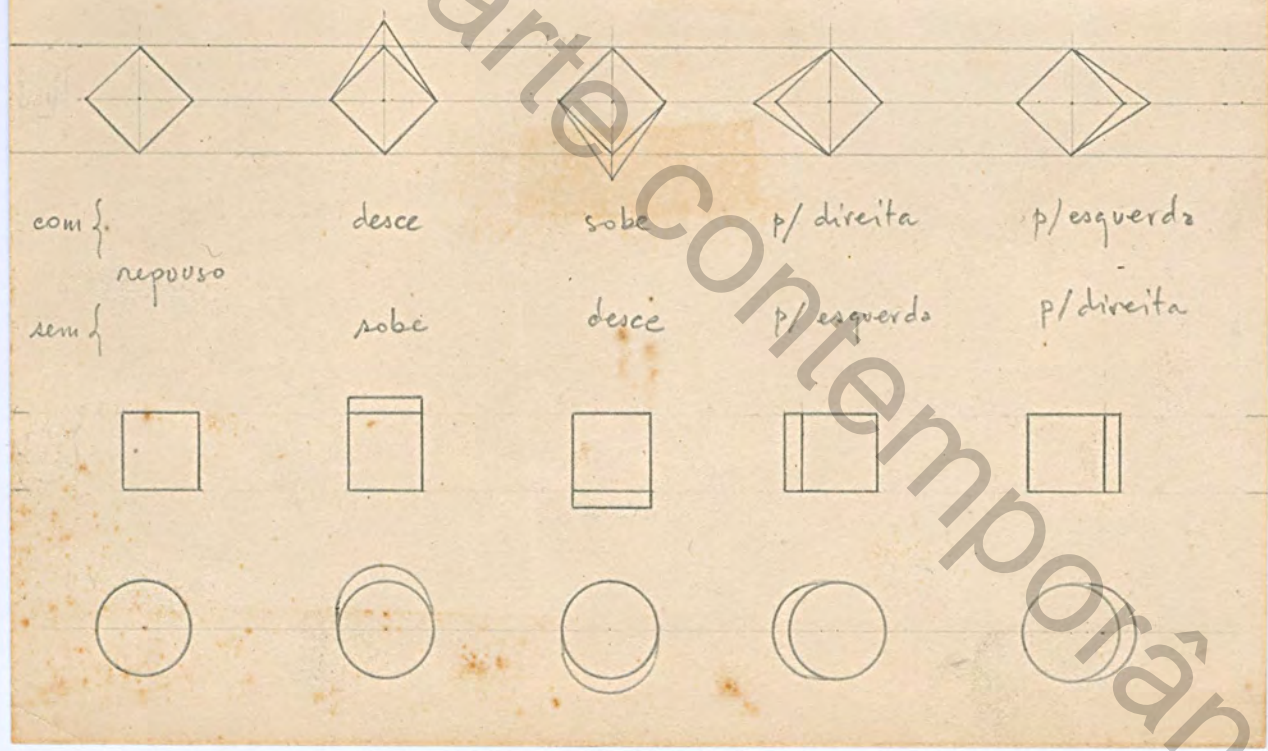 com { desce sobe p/ direita p/ esquerda
repouso
sem { sobe desce p/ esquerda p/ direita
arte contemporân